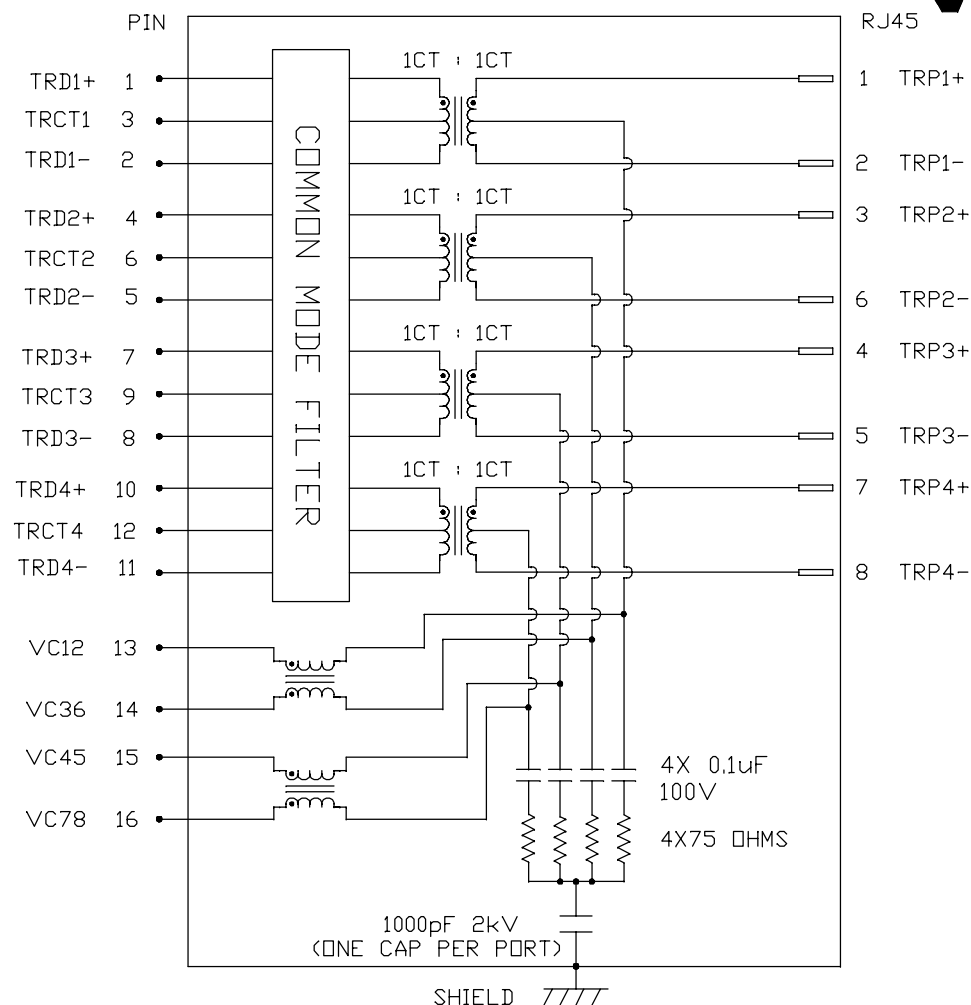 PIN
RJ45
1CT : 1CT
TRD1+ 1
1 TRP1+
TRCT1 3
TRD1- 2
2 TRP1-
1CT : 1CT
TRD2+ 4
3 TRP2+
TRCT2 6
TRD2- 5
6 TRP2-
1CT : 1CT
TRD3+ 7
4 TRP3+
TRCT3 9
TRD3- 8
5 TRP3-
1CT : 1CT
TRD4+ 10
7 TRP4+
TRCT4 12
TRD4- 11
8 TRP4-
COMMON MODE FILTER
VC12 13
VC36 14
VC45 15
VC78 16
4X 0.1uF
100V
4X75 OHMS
1000pF 2kV
(ONE CAP PER PORT)
SHIELD